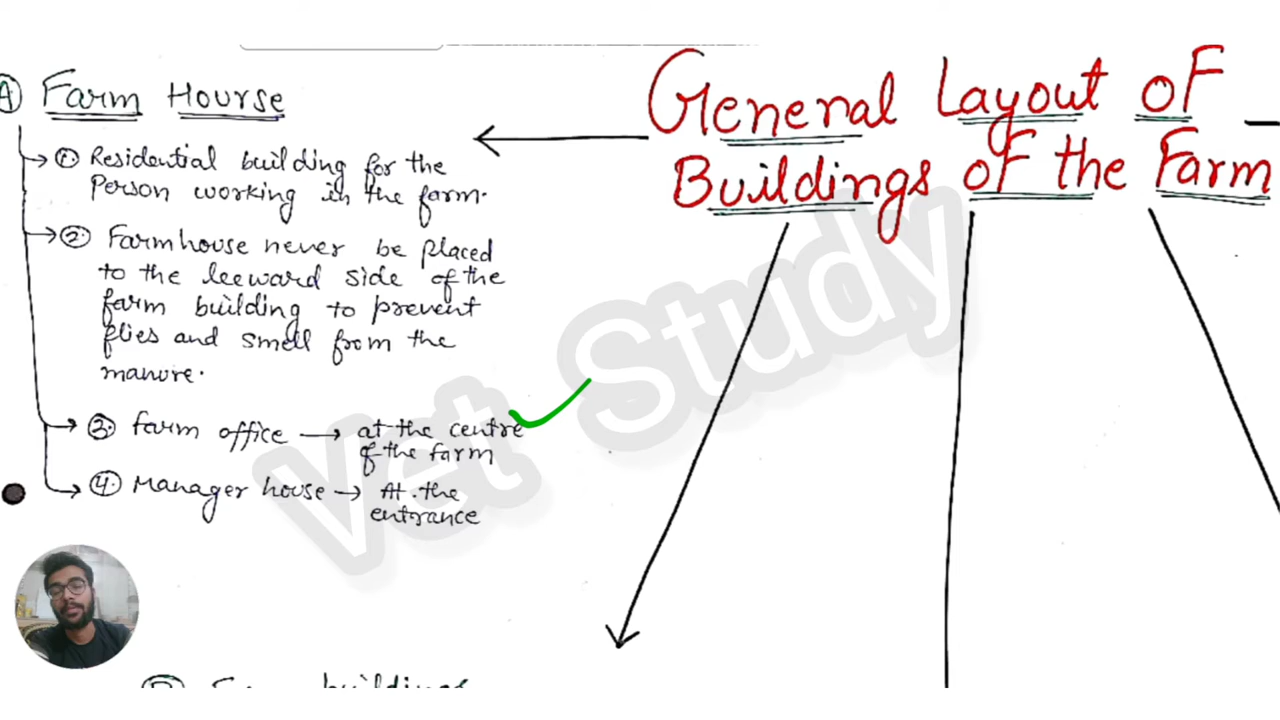 General Layout of
Buildings of the Farm
A Farm Hourse
1. Residential building for the
Person working in the farm.
2. Farmhouse never be placed
to the leeward side of the
farm building to prevent
flies and smell from the
manure.
3. Farm office → at the centre
of the farm
4. Manager house → At the
entrance
Vet Study
buildings